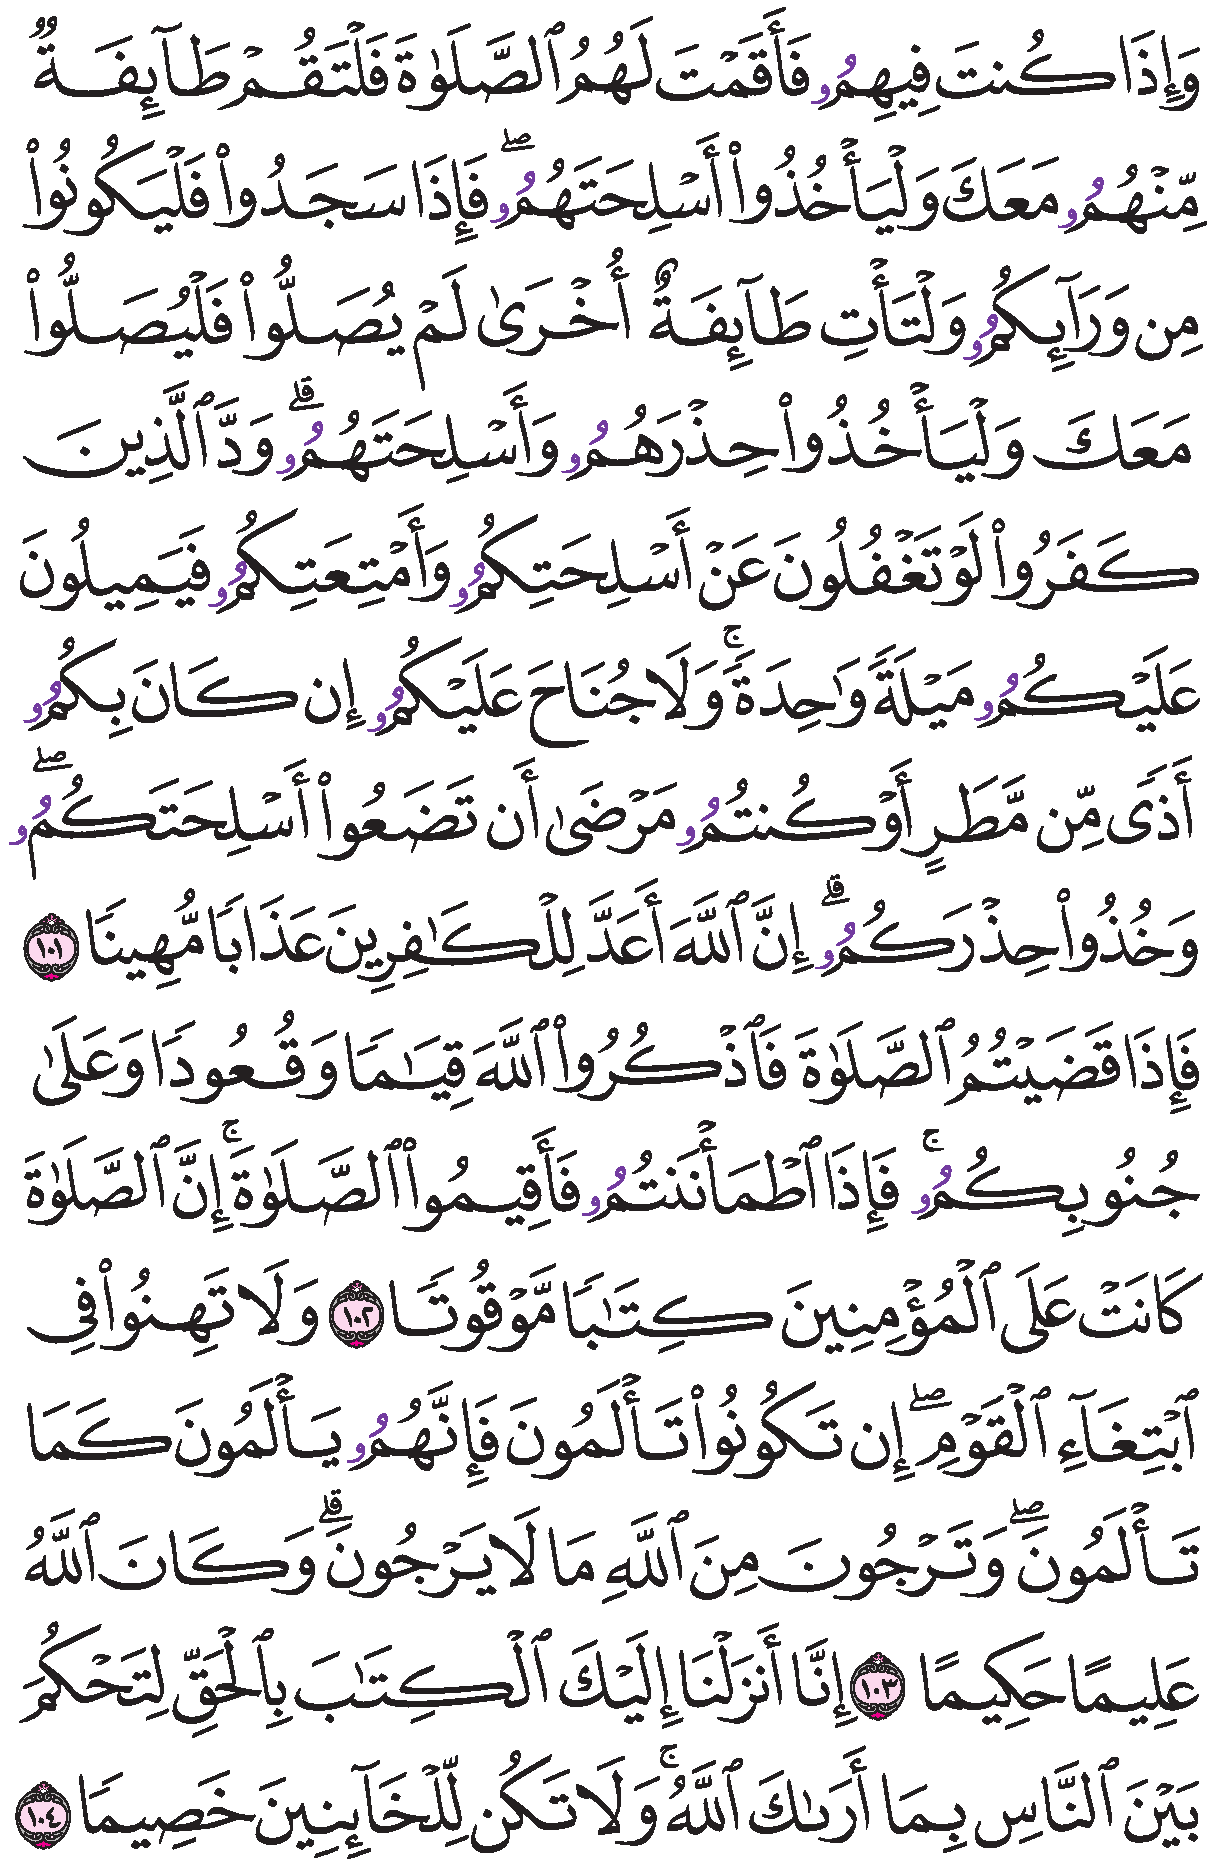 وَإِذَا كُنتَ فِيهِمُۥ فَأَقَمْتَ لَهُمُ ٱلصَّلَوٰةَ فَلْتَقُمْ طَآئِفَةٌ
مِّنْهُمُۥ مَعَكَ وَلْيَأْخُذُوٓا۟ أَسْلِحَتَهُمُۥۖ فَإِذَا سَجَدُوا۟ فَلْيَكُونُوا۟
مِن وَرَآئِكُمُۥ وَلْتَأْتِ طَآئِفَةٌ أُخْرَىٰ لَمْ يُصَلُّوا۟ فَلْيُصَلُّوا۟
مَعَكَ وَلْيَأْخُذُوا۟ حِذْرَهُمُۥ وَأَسْلِحَتَهُمُۥۗ وَدَّ ٱلَّذِينَ
كَفَرُوا۟ لَوْ تَغْفُلُونَ عَنْ أَسْلِحَتِكُمُۥ وَأَمْتِعَتِكُمُۥ فَيَمِيلُونَ
عَلَيْكُمُۥ مَيْلَةً وَٰحِدَةًۚ وَلَا جُنَاحَ عَلَيْكُمُۥ إِن كَانَ بِكُمُۥ
أَذًى مِّن مَّطَرٍ أَوْ كُنتُمُۥ مَرْضَىٰ أَن تَضَعُوا۟ أَسْلِحَتَكُمُۥۖ
وَخُذُوا۟ حِذْرَكُمُۥۗ إِنَّ ٱللَّهَ أَعَدَّ لِلْكَٰفِرِينَ عَذَابًا مُّهِينًا ١٠١
فَإِذَا قَضَيْتُمُ ٱلصَّلَوٰةَ فَٱذْكُرُوا۟ ٱللَّهَ قِيَٰمًا وَقُعُودًا وَعَلَىٰ
جُنُوبِكُمُۥۚ فَإِذَا ٱطْمَأْنَنتُمُۥ فَأَقِيمُوا۟ ٱلصَّلَوٰةَۚ إِنَّ ٱلصَّلَوٰةَ
كَانَتْ عَلَى ٱلْمُؤْمِنِينَ كِتَٰبًا مَّوْقُوتًا ١٠٢ وَلَا تَهِنُوا۟ فِى
ٱبْتِغَآءِ ٱلْقَوْمِۖ إِن تَكُونُوا۟ تَأْلَمُونَ فَإِنَّهُمُۥ يَأْلَمُونَ كَمَا
تَأْلَمُونَۖ وَتَرْجُونَ مِنَ ٱللَّهِ مَا لَا يَرْجُونَۗ وَكَانَ ٱللَّهُ
عَلِيمًا حَكِيمًا ١٠٣ إِنَّا أَنزَلْنَا إِلَيْكَ ٱلْكِتَٰبَ بِٱلْحَقِّ لِتَحْكُمَ
بَيْنَ ٱلنَّاسِ بِمَا أَرَىٰكَ ٱللَّهُۚ وَلَا تَكُن لِّلْخَآئِنِينَ خَصِيمًا ١٠٤